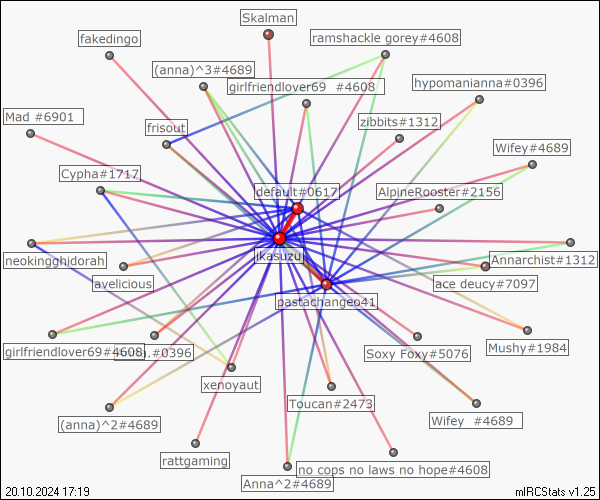 Skalman
fakedingo
ramshackle gorey#4608
(anna)^3#4689
girlfriendlover69 #4608
hypomanianna#0396
Mad #6901
frisout
zibbits#1312
Wifey#4689
Cypha#1717
default#0617
AlpineRooster#2156
neokingghidorah
jkasuzuj
Annarchist#1312
avelicious
pastachangeo41
ace deucy#7097
girlfriendlover69#4608
.#0396
Soxy Foxy#5076
Mushy#1984
xenoyaut
(anna)^2#4689
Toucan#2473
Wifey #4689
rattgaming
Anna^2#4689
no cops no laws no hope#4608
20.10.2024 17:19
mIRCStats v1.25